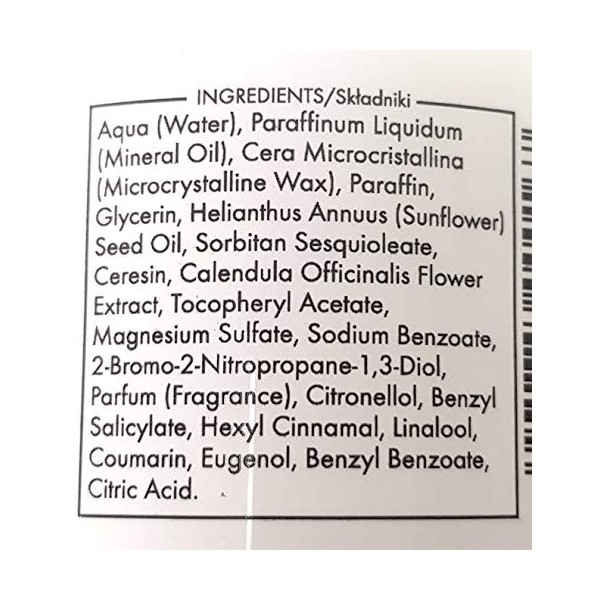 INGREDIENTS/Składniki
Aqua (Water), Paraffinum Liquidum
(Mineral Oil), Cera Microcristallina
(Microcrystalline Wax), Paraffin,
Glycerin, Helianthus Annuus (Sunflower)
Seed Oil, Sorbitan Sesquioleate,
Ceresin, Calendula Officinalis Flower
Extract, Tocopheryl Acetate,
Magnesium Sulfate, Sodium Benzoate,
2-Bromo-2-Nitropropane-1,3-Diol,
Parfum (Fragrance), Citronellol, Benzyl
Salicylate, Hexyl Cinnamal, Linalool,
Coumarin, Eugenol, Benzyl Benzoate,
Citric Acid.